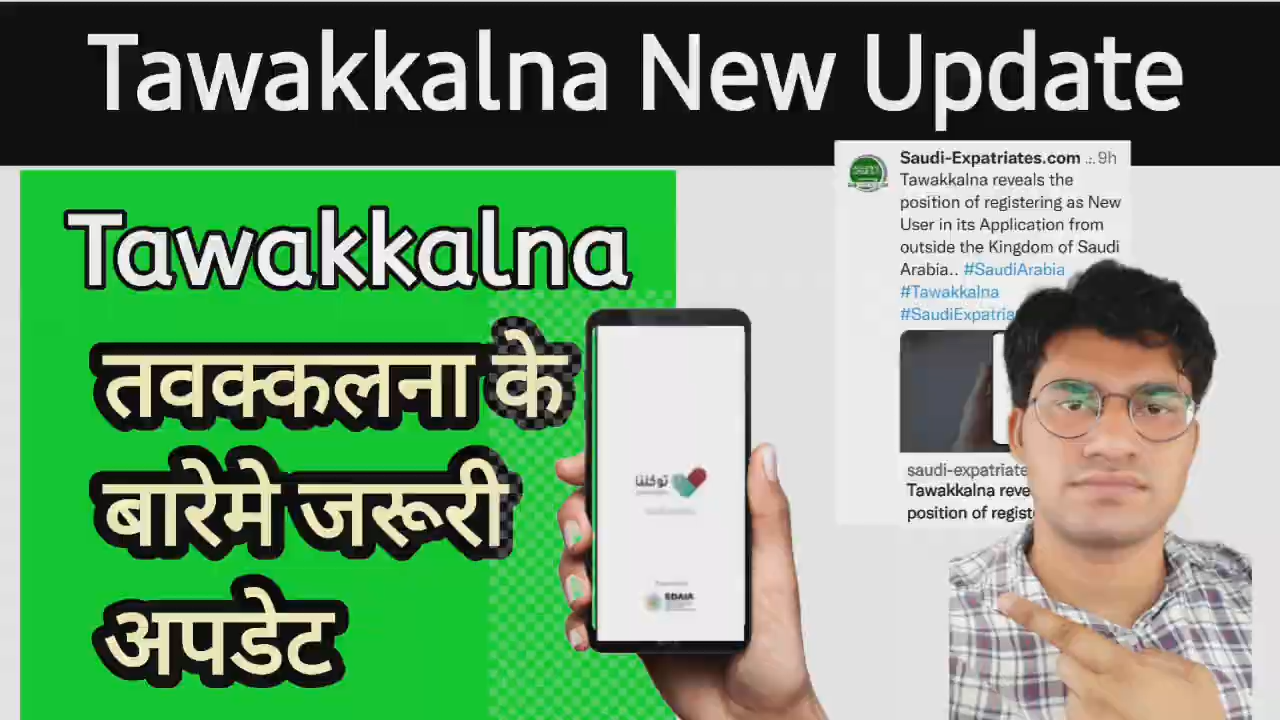 Tawakkalna New Update
Saudi-Expatriates.com ... 9h
Tawakkalna reveals the
position of registering as New
User in its Application from
outside the Kingdom of Saudi
Arabia.. #SaudiArabia
#Tawakkalna
#SaudiExpatria
saudi-expatriate
Tawakkalna reve
position of regist
Tawakkalna
तवक्कलना के
बारेमे जरूरी
अपडेट
توكلنا
SDAIA